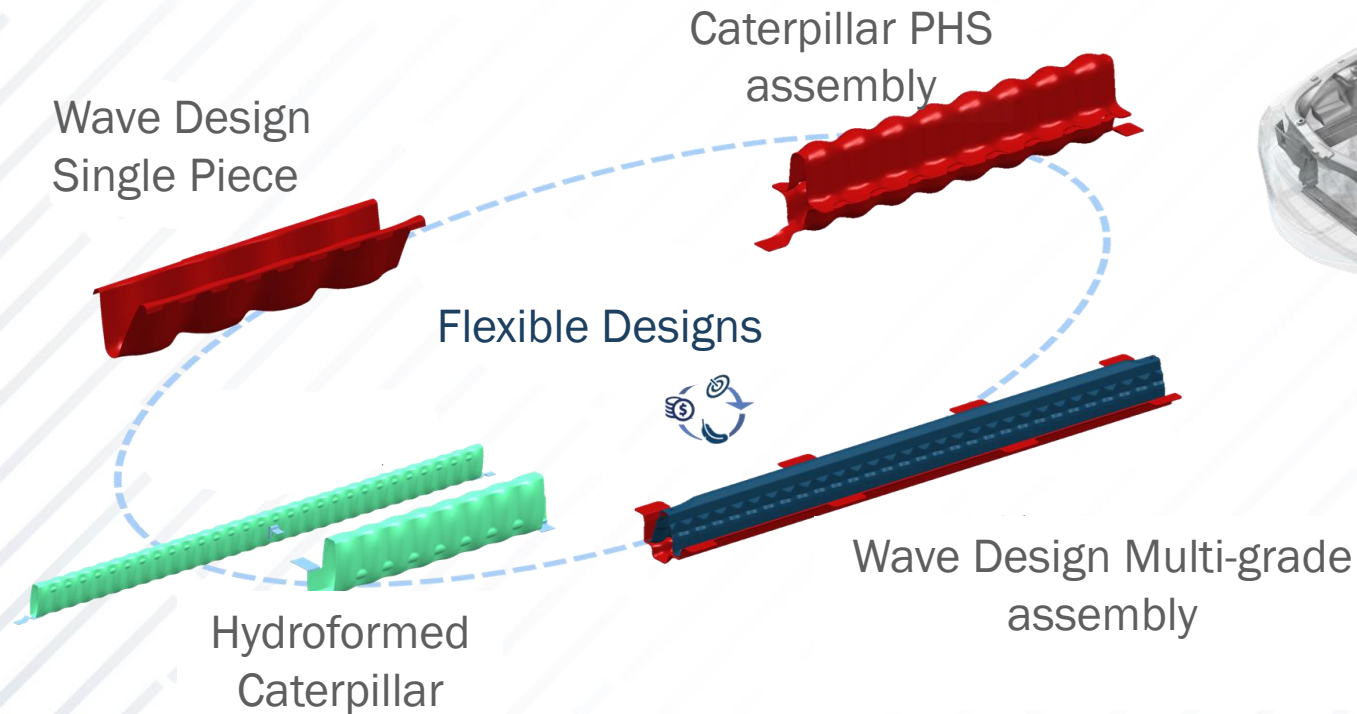 Caterpillar PHS
assembly
Wave Design
Single Piece
Flexible Designs
$
Wave Design Multi-grade
assembly
Hydroformed
Caterpillar